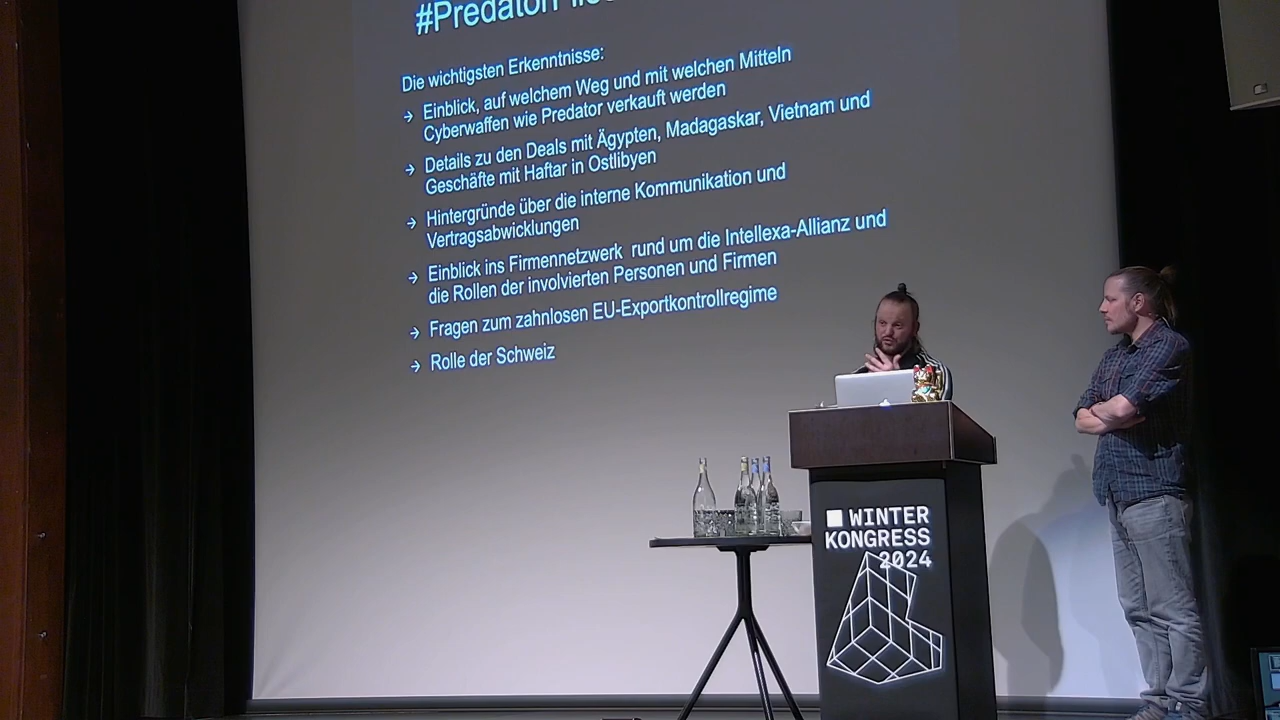 Die wichtigsten Erkenntnisse:
→ Einblick, auf welchem Weg und mit welchen Mitteln
Cyberwaffen wie Predator verkauft werden
→ Details zu den Deals mit Ägypten, Madagaskar, Vietnam und
Geschäfte mit Haftar in Ostlibyen
→ Hintergründe über die interne Kommunikation und
Vertragsabwicklungen
→ Einblick ins Firmennetzwerk rund um die Intellexa-Allianz und
die Rollen der involvierten Personen und Firmen
→ Fragen zum zahnlosen EU-Exportkontrollregime
→ Rolle der Schweiz
WINTER
KONGRESS
2024